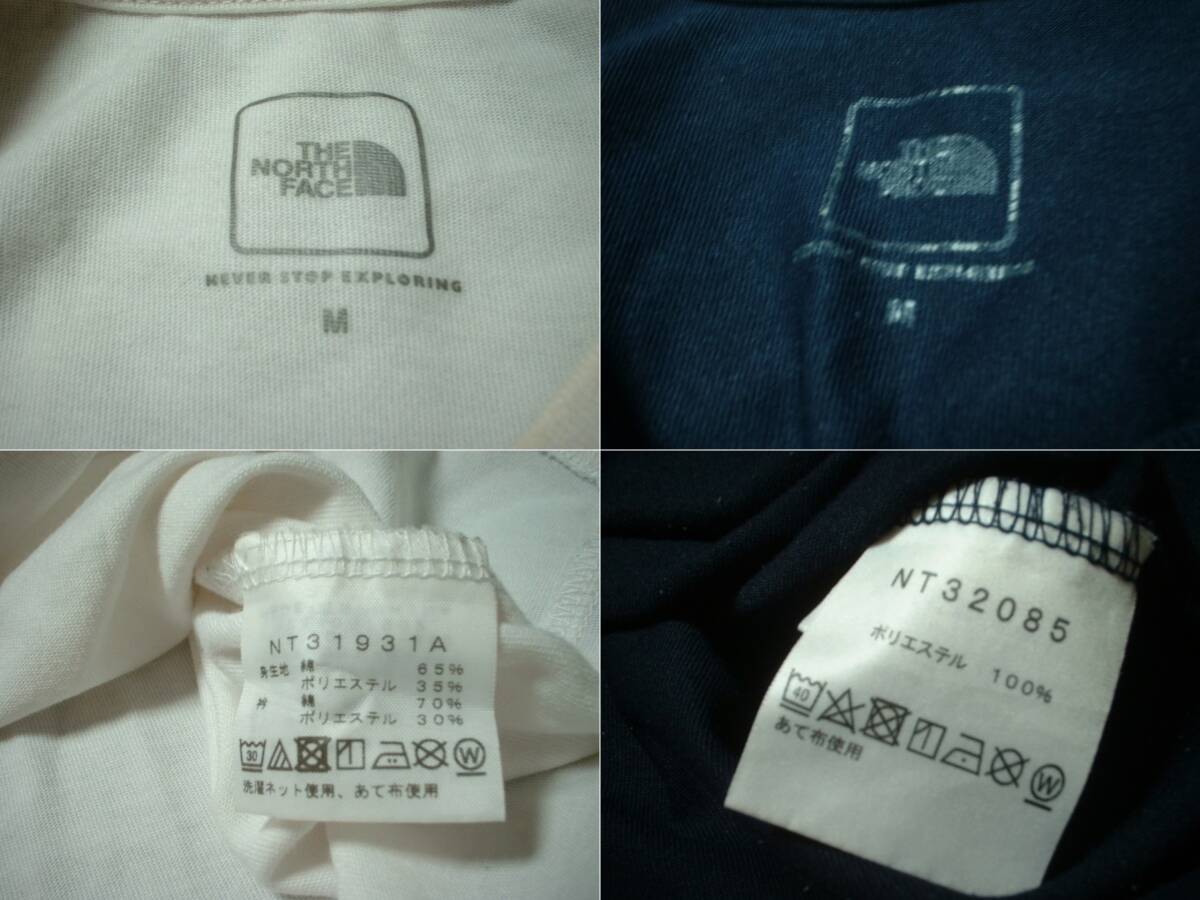 THE
NORTH
FACE
NEVER STOP EXPLORING
M
M
NT31931A
身生地 綿 65%
ポリエステル 35%
衿 綿 70%
ポリエステル 30%
30
W
洗濯ネット使用、あて布使用
NT32085
ポリエステル 100%
40
W
あて布使用